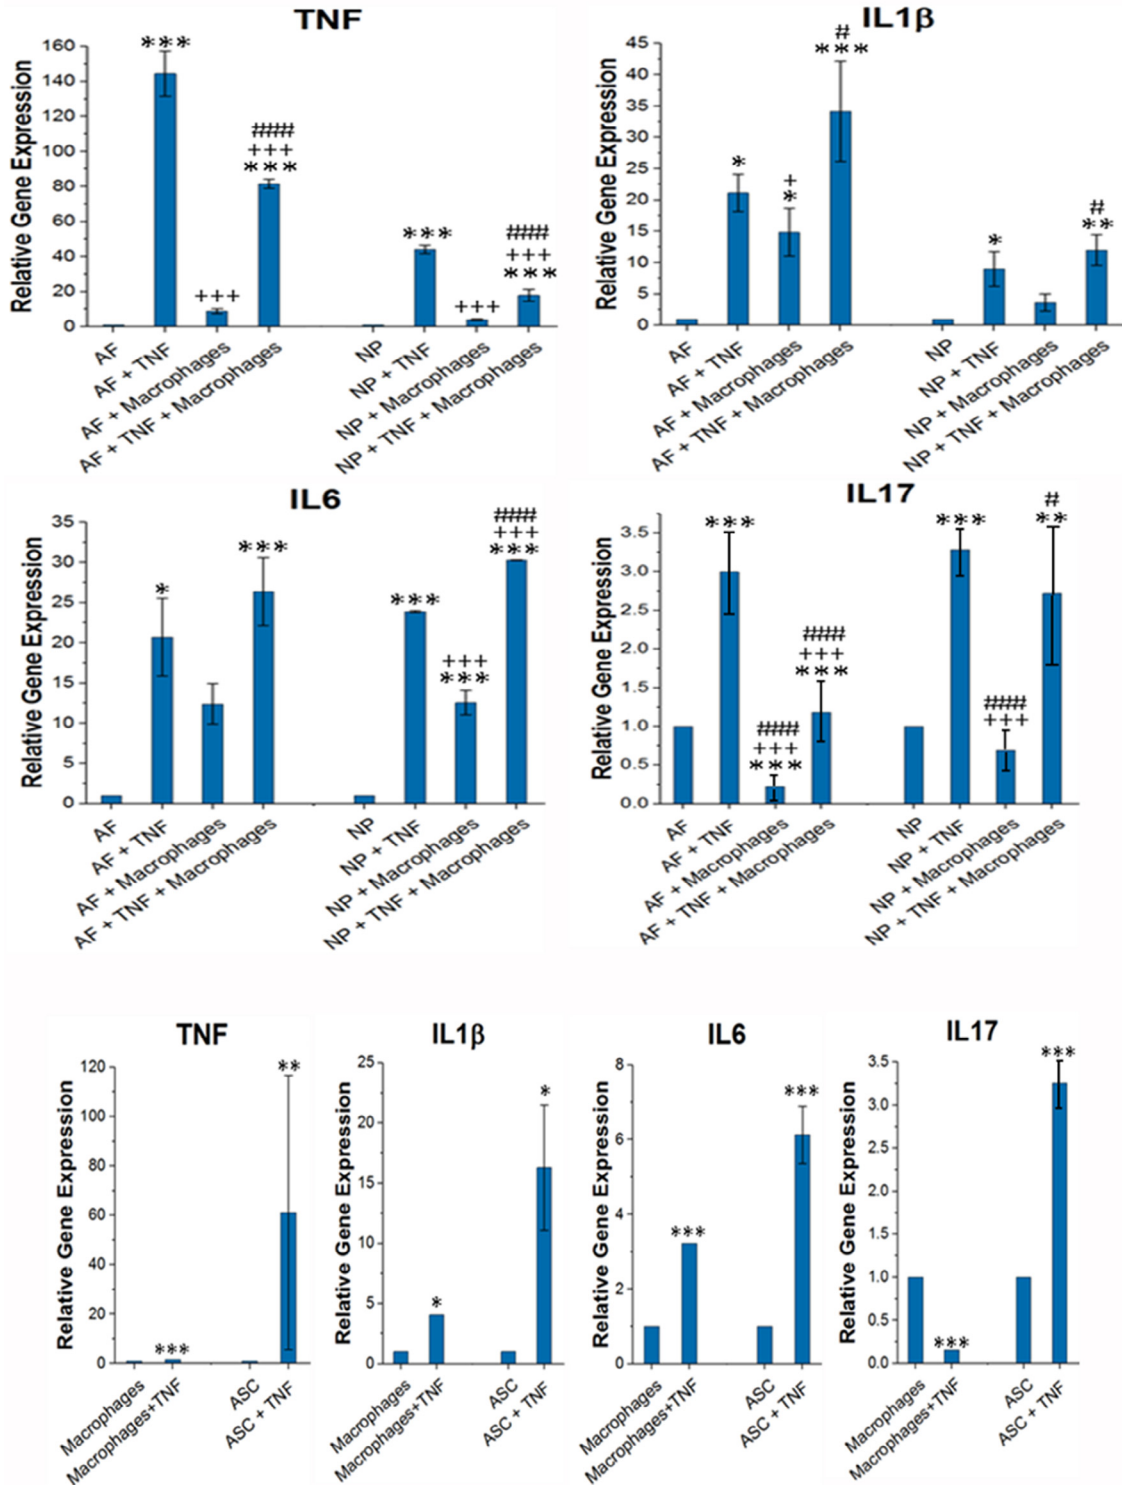 TNF
Relative Gene Expression
160
140
120
100
80
60
40
20
0
***
+++
####
+++
***
***
+++
####
+++
***
AF
AF + TNF
AF + Macrophages
AF + TNF + Macrophages
NP
NP + TNF
NP + Macrophages
NP + TNF + Macrophages
IL1β
Relative Gene Expression
45
40
35
30
25
20
15
10
5
0
*
+
*
#
***
*
#
**
AF
AF + TNF
AF + Macrophages
AF + TNF + Macrophages
NP
NP + TNF
NP + Macrophages
NP + TNF + Macrophages
IL6
Relative Gene Expression
35
30
25
20
15
10
5
0
*
***
***
+++
***
####
+++
***
AF
AF + TNF
AF + Macrophages
AF + TNF + Macrophages
NP
NP + TNF
NP + Macrophages
NP + TNF + Macrophages
IL17
Relative Gene Expression
3.5
3.0
2.5
2.0
1.5
1.0
0.5
0.0
***
####
+++
***
####
+++
***
***
####
+++
#
**
AF
AF + TNF
AF + Macrophages
AF + TNF + Macrophages
NP
NP + TNF
NP + Macrophages
NP + TNF + Macrophages
TNF
Relative Gene Expression
120
100
80
60
40
20
0
***
**
Macrophages
Macrophages+TNF
ASC
ASC + TNF
IL1β
Relative Gene Expression
25
20
15
10
5
0
*
*
Macrophages
Macrophages+TNF
ASC
ASC + TNF
IL6
Relative Gene Expression
8
6
4
2
0
***
***
Macrophages
Macrophages+TNF
ASC
ASC + TNF
IL17
Relative Gene Expression
3.5
3.0
2.5
2.0
1.5
1.0
0.5
0.0
***
***
Macrophages
Macrophages+TNF
ASC
ASC + TNF